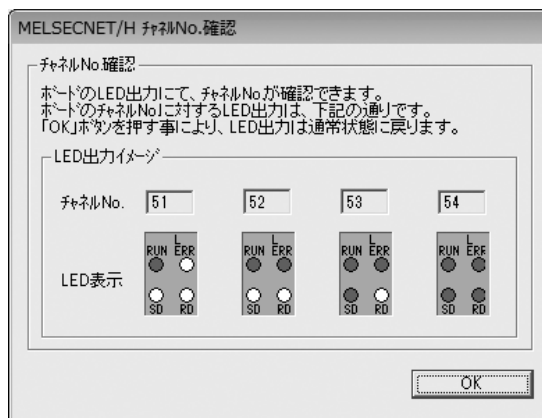 MELSECNET/H ﾁｬﾈﾙNo.確認
ﾁｬﾈﾙNo.確認
ﾎﾞｰﾄﾞのLED出力にて、ﾁｬﾈﾙNoが確認できます。
ﾎﾞｰﾄﾞのﾁｬﾈﾙNoに対するLED出力は、下記の通りです。
「OK」ﾎﾞﾀﾝを押す事により、LED出力は通常状態に戻ります。
LED出力ｲﾒｰｼﾞ
ﾁｬﾈﾙNo. 51 52 53 54
L L L L
RUN ERR RUN ERR RUN ERR RUN ERR
LED表示
SD RD SD RD SD RD SD RD
OK